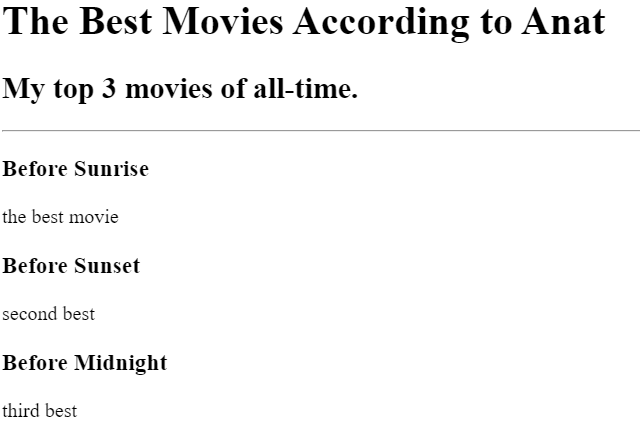 The Best Movies According to Anat
My top 3 movies of all-time.
Before Sunrise
the best movie
Before Sunset
second best
Before Midnight
third best